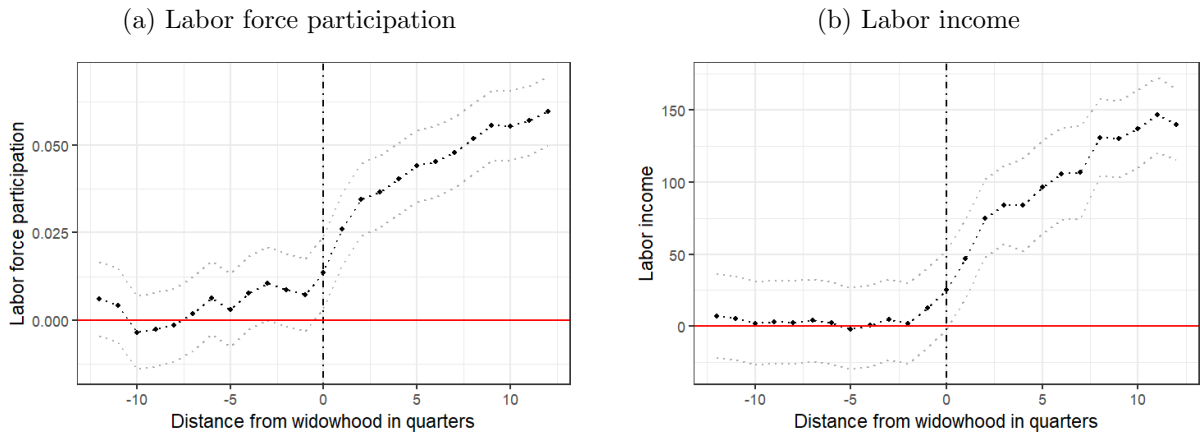 (a) Labor force participation
Labor force participation
0.050
0.025
0.000
-10 -5 0 5 10
Distance from widowhood in quarters
(b) Labor income
Labor income
150
100
50
0
-10 -5 0 5 10
Distance from widowhood in quarters